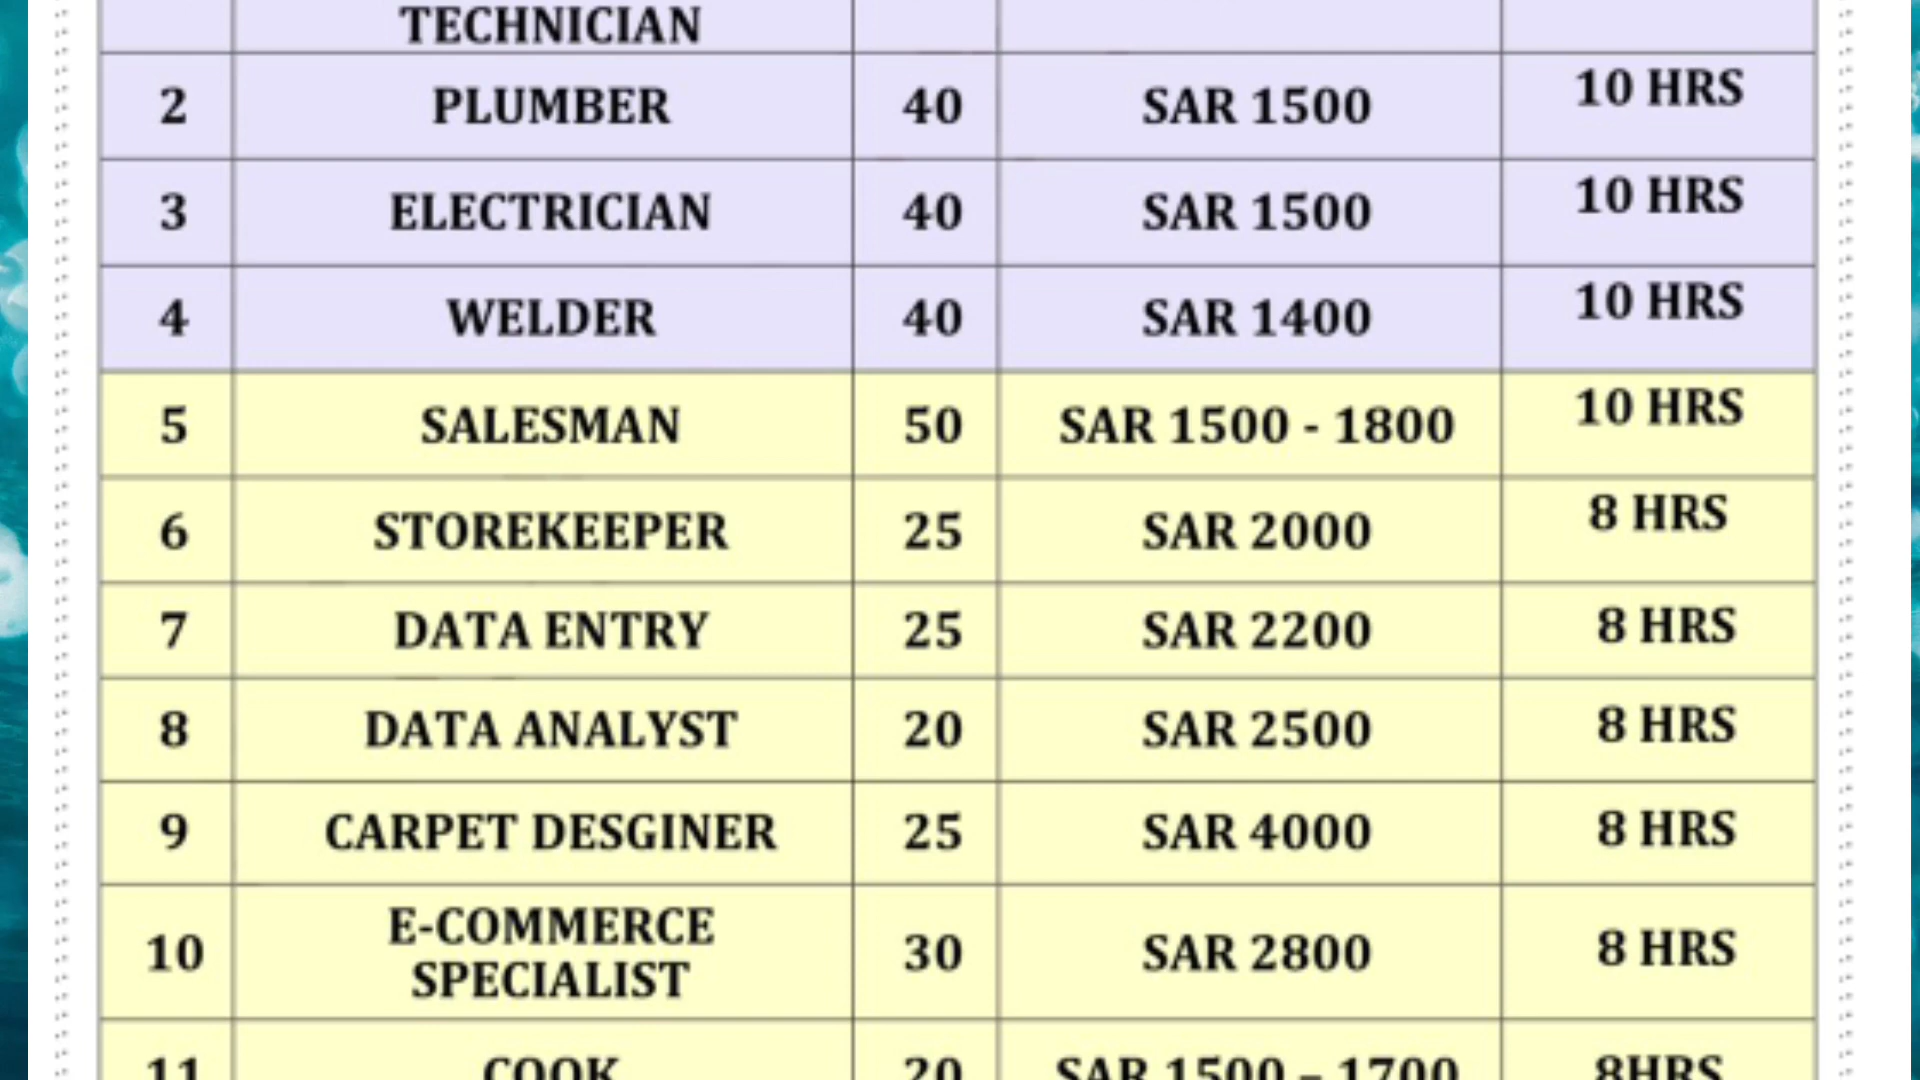 TECHNICIAN
2 PLUMBER 40 SAR 1500 10 HRS
3 ELECTRICIAN 40 SAR 1500 10 HRS
4 WELDER 40 SAR 1400 10 HRS
5 SALESMAN 50 SAR 1500 - 1800 10 HRS
6 STOREKEEPER 25 SAR 2000 8 HRS
7 DATA ENTRY 25 SAR 2200 8 HRS
8 DATA ANALYST 20 SAR 2500 8 HRS
9 CARPET DESGINER 25 SAR 4000 8 HRS
E-COMMERCE
10 SPECIALIST 30 SAR 2800 8 HRS
11 COOK 20 SAR 1500 – 1700 8HRS